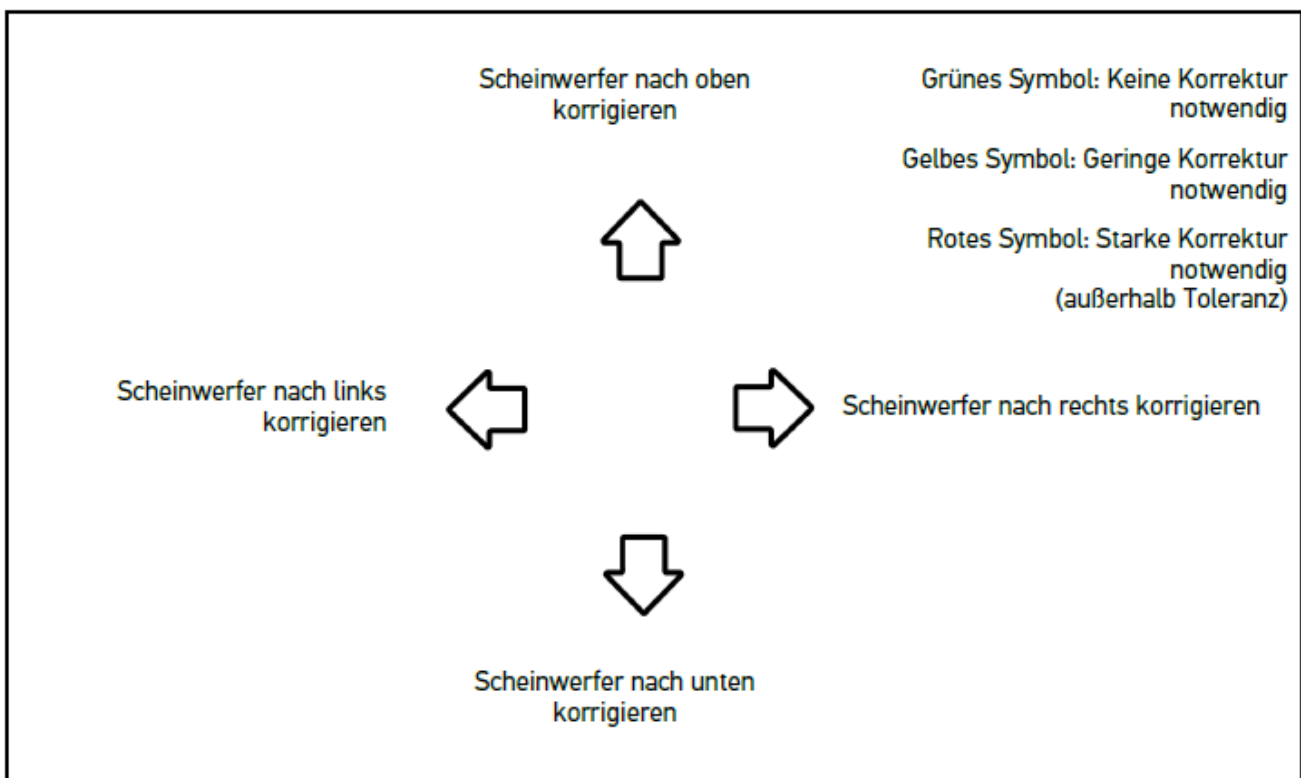 Scheinwerfer nach oben
korrigieren
Grünes Symbol: Keine Korrektur
notwendig
Gelbes Symbol: Geringe Korrektur
notwendig
Rotes Symbol: Starke Korrektur
notwendig
(außerhalb Toleranz)
Scheinwerfer nach links
korrigieren
Scheinwerfer nach rechts korrigieren
Scheinwerfer nach unten
korrigieren